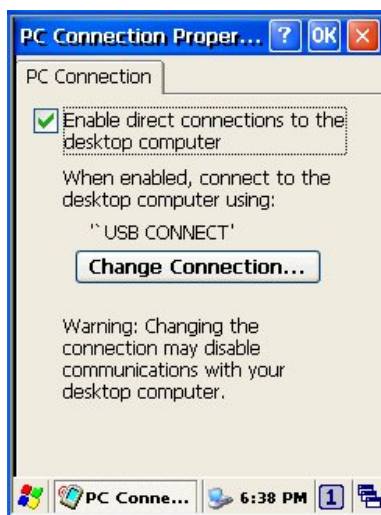 PC Connection Proper... ? OK X
PC Connection
Enable direct connections to the
desktop computer
When enabled, connect to the
desktop computer using:
'`USB CONNECT'
Change Connection...
Warning: Changing the
connection may disable
communications with your
desktop computer.
PC Conne... 6:38 PM 1